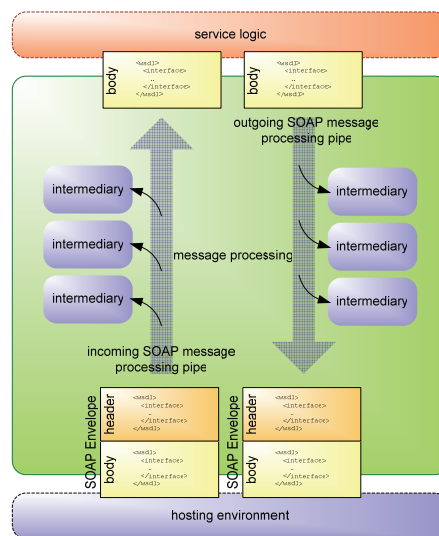 service logic
body
<wsdl>
<interface>
..
</interface>
</wsdl>
body
<wsdl>
<interface>
..
</interface>
</wsdl>
outgoing SOAP message
processing pipe
intermediary
intermediary
intermediary
message processing
intermediary
intermediary
intermediary
incoming SOAP message
processing pipe
SOAP Envelope
header
<wsdl>
<interface>
..
</interface>
</wsdl>
body
<wsdl>
<interface>
..
</interface>
</wsdl>
SOAP Envelope
header
<wsdl>
<interface>
..
</interface>
</wsdl>
body
<wsdl>
<interface>
..
</interface>
</wsdl>
hosting environment